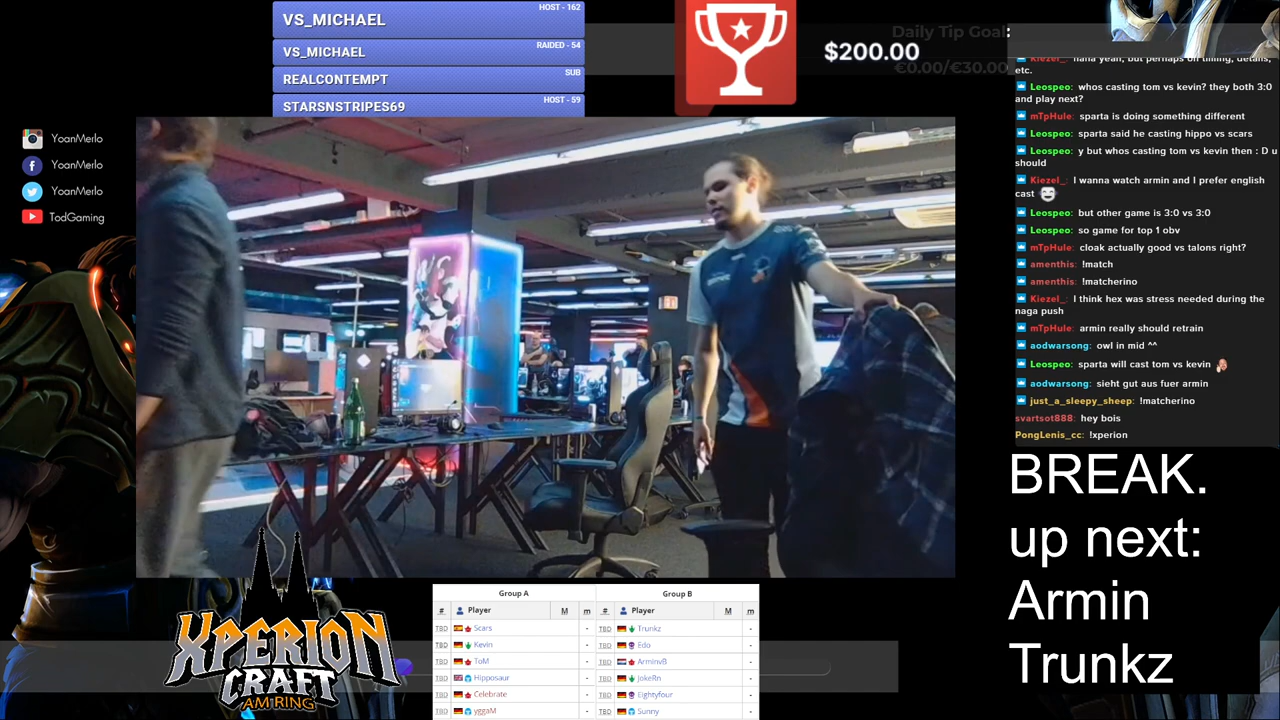 VS_MICHAEL
HOST - 162
VS_MICHAEL
RAIDED - 54
REALCONTEMPT
SUB
STARSNSTRIPES69
HOST - 59
$200.00
Daily Tip Goal:
€0.00/€30.00
YoanMerlo
YoanMerlo
YoanMerlo
TodGaming
etc.
Leospeo: whos casting tom vs kevin? they both 3:0
and play next?
mTpHule: sparta is doing something different
Leospeo: sparta said he casting hippo vs scars
Leospeo: y but whos casting tom vs kevin then : D u
should
Kiezel_: I wanna watch armin and I prefer english
cast
Leospeo: but other game is 3:0 vs 3:0
Leospeo: so game for top 1 obv
mTpHule: cloak actually good vs talons right?
amenthis: !match
amenthis: !matcherino
Kiezel_: I think hex was stress needed during the
naga push
mTpHule: armin really should retrain
aodwarsong: owl in mid ^^
Leospeo: sparta will cast tom vs kevin
aodwarsong: sieht gut aus fuer armin
just_a_sleepy_sheep: !matcherino
svartsot888: hey bois
PongLenis_cc: !xperion
BREAK.
up next:
Armin
Trunkz
XPERION
CRAFT
AM RING
Group A
# Player M m
TBD Scars -
TBD Kevin -
TBD ToM -
TBD Hipposaur -
TBD Celebrate -
TBD yggaM -
Group B
# Player M m
TBD Trunkz -
TBD Edo -
TBD ArminvB -
TBD JokeRn -
TBD Eightyfour -
TBD Sunny -